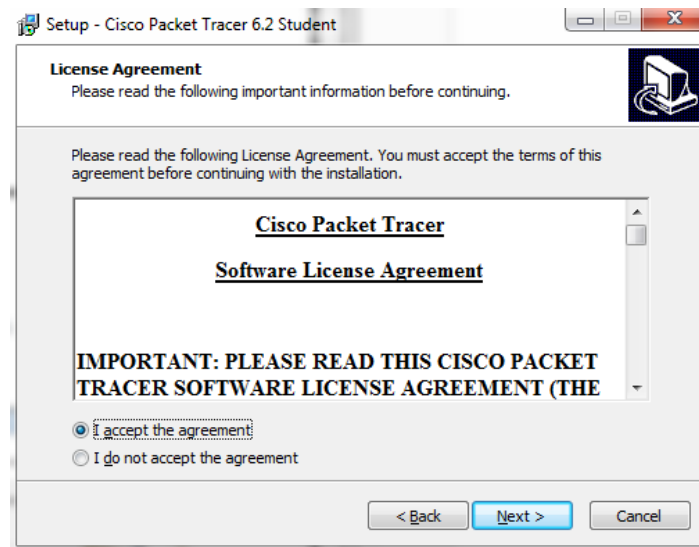 Setup - Cisco Packet Tracer 6.2 Student
License Agreement
Please read the following important information before continuing.
Please read the following License Agreement. You must accept the terms of this
agreement before continuing with the installation.
Cisco Packet Tracer
Software License Agreement
IMPORTANT: PLEASE READ THIS CISCO PACKET
TRACER SOFTWARE LICENSE AGREEMENT (THE
I accept the agreement
I do not accept the agreement
< Back Next > Cancel